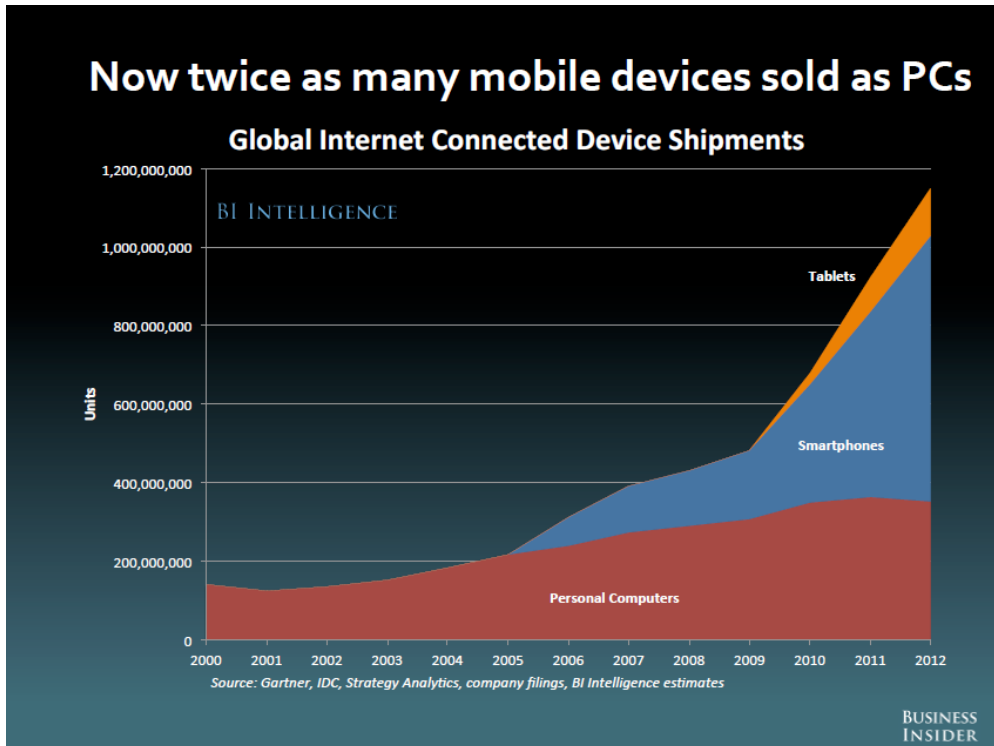 Now twice as many mobile devices sold as PCs
Global Internet Connected Device Shipments
1,200,000,000
BI INTELLIGENCE
1,000,000,000
Tablets
800,000,000
Units
600,000,000
Smartphones
400,000,000
200,000,000
Personal Computers
0
2000 2001 2002 2003 2004 2005 2006 2007 2008 2009 2010 2011 2012
Source: Gartner, IDC, Strategy Analytics, company filings, BI Intelligence estimates
BUSINESS
INSIDER